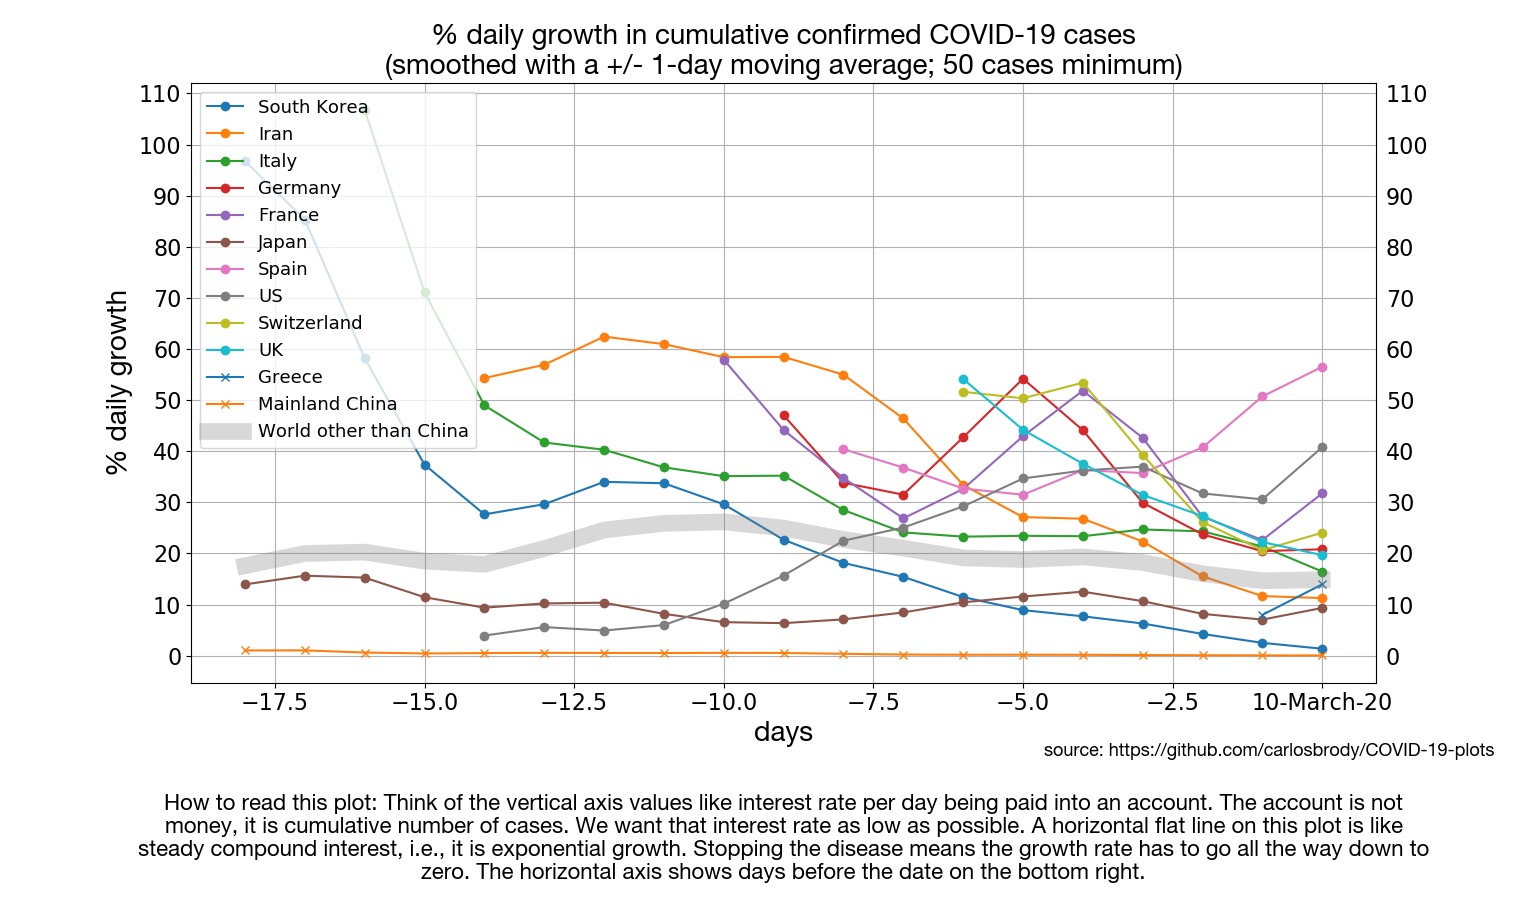 % daily growth in cumulative confirmed COVID-19 cases
(smoothed with a +/- 1-day moving average; 50 cases minimum)
% daily growth
110
100
90
80
70
60
50
40
30
20
10
0
South Korea
Iran
Italy
Germany
France
Japan
Spain
US
Switzerland
UK
Greece
Mainland China
World other than China
110
100
90
80
70
60
50
40
30
20
10
0
−17.5 −15.0 −12.5 −10.0 −7.5 −5.0 −2.5 10-March-20
days
source: https://github.com/carlosbrody/COVID-19-plots
How to read this plot: Think of the vertical axis values like interest rate per day being paid into an account. The account is not
money, it is cumulative number of cases. We want that interest rate as low as possible. A horizontal flat line on this plot is like
steady compound interest, i.e., it is exponential growth. Stopping the disease means the growth rate has to go all the way down to
zero. The horizontal axis shows days before the date on the bottom right.